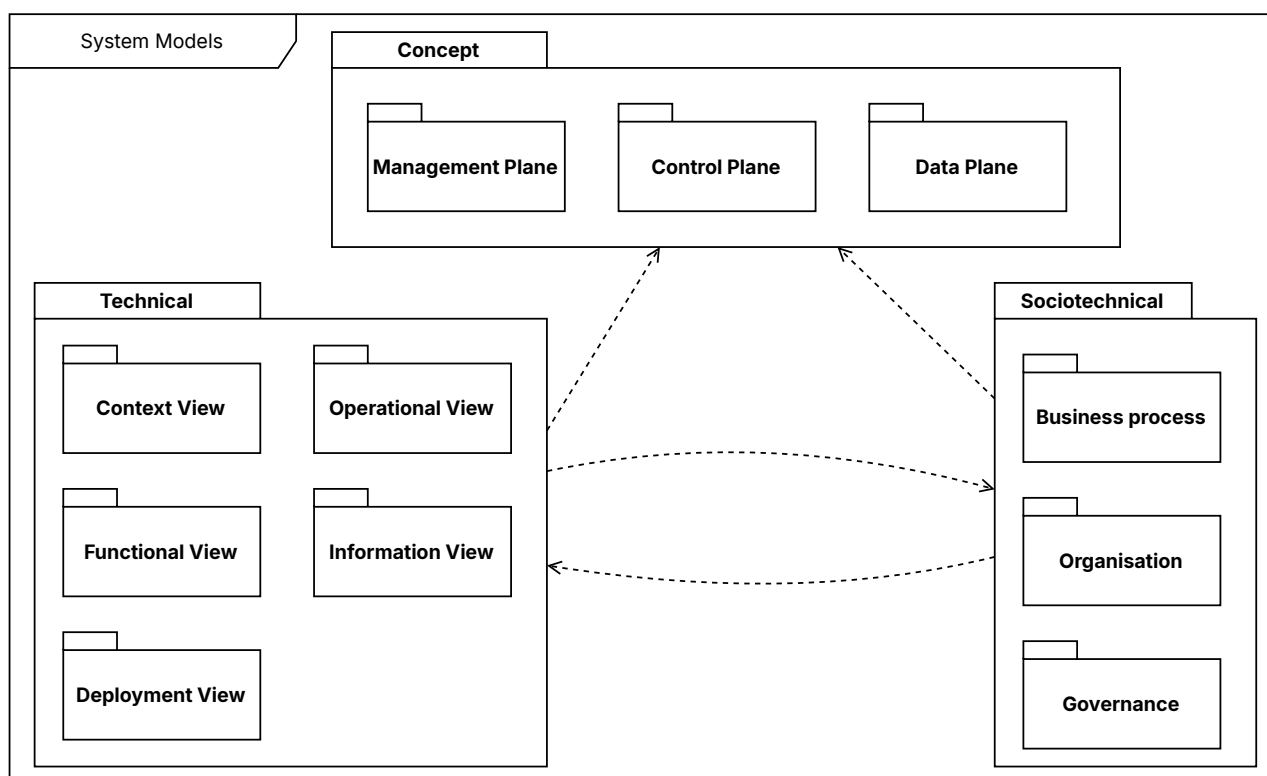 System Models
Concept
Management Plane
Control Plane
Data Plane
Technical
Context View
Operational View
Functional View
Information View
Deployment View
Sociotechnical
Business process
Organisation
Governance